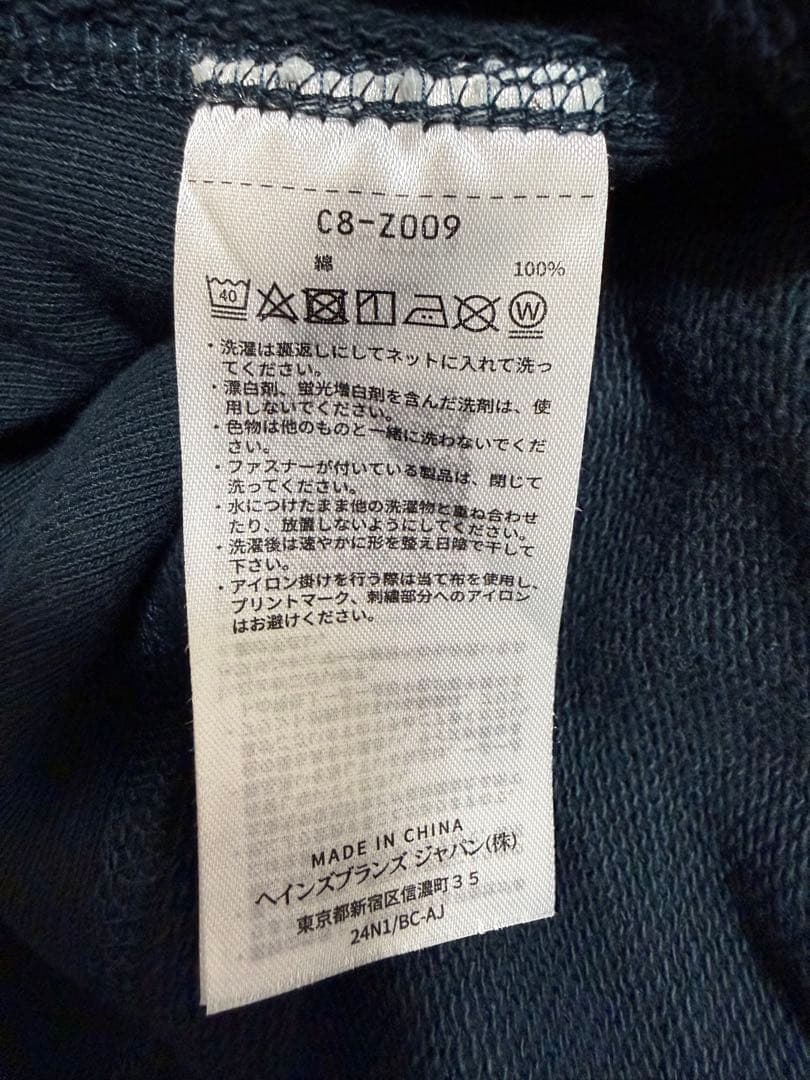 C8-Z009
綿 100%
40
W
・洗濯は裏返しにしてネットに入れて洗っ
てください。
・漂白剤、蛍光増白剤を含んだ洗剤は、使
用しないでください。
・色物は他のものと一緒に洗わないでくだ
さい。
・ファスナーが付いている製品は、閉じて
洗ってください。
・水につけたまま他の洗濯物と重ね合わせ
たり、放置しないようにしてください。
・洗濯後は速やかに形を整え日陰で干して
下さい。
・アイロン掛けを行う際は当て布を使用し、
プリントマーク、刺繍部分へのアイロン
はお避けください。
MADE IN CHINA
ヘインズブランズ ジャパン(株)
東京都新宿区信濃町３５
24N1/BC-AJ